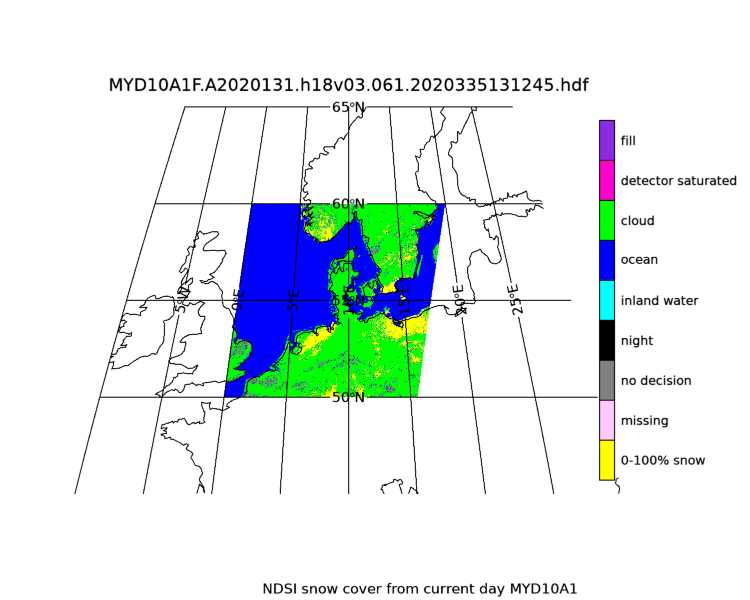 MYD10A1F.A2020131.h18v03.061.2020335131245.hdf
65°N
60°N
55°N
50°N
5°W
0°E
5°E
10°E
15°E
20°E
25°E
fill
detector saturated
cloud
ocean
inland water
night
no decision
missing
0-100% snow
NDSI snow cover from current day MYD10A1